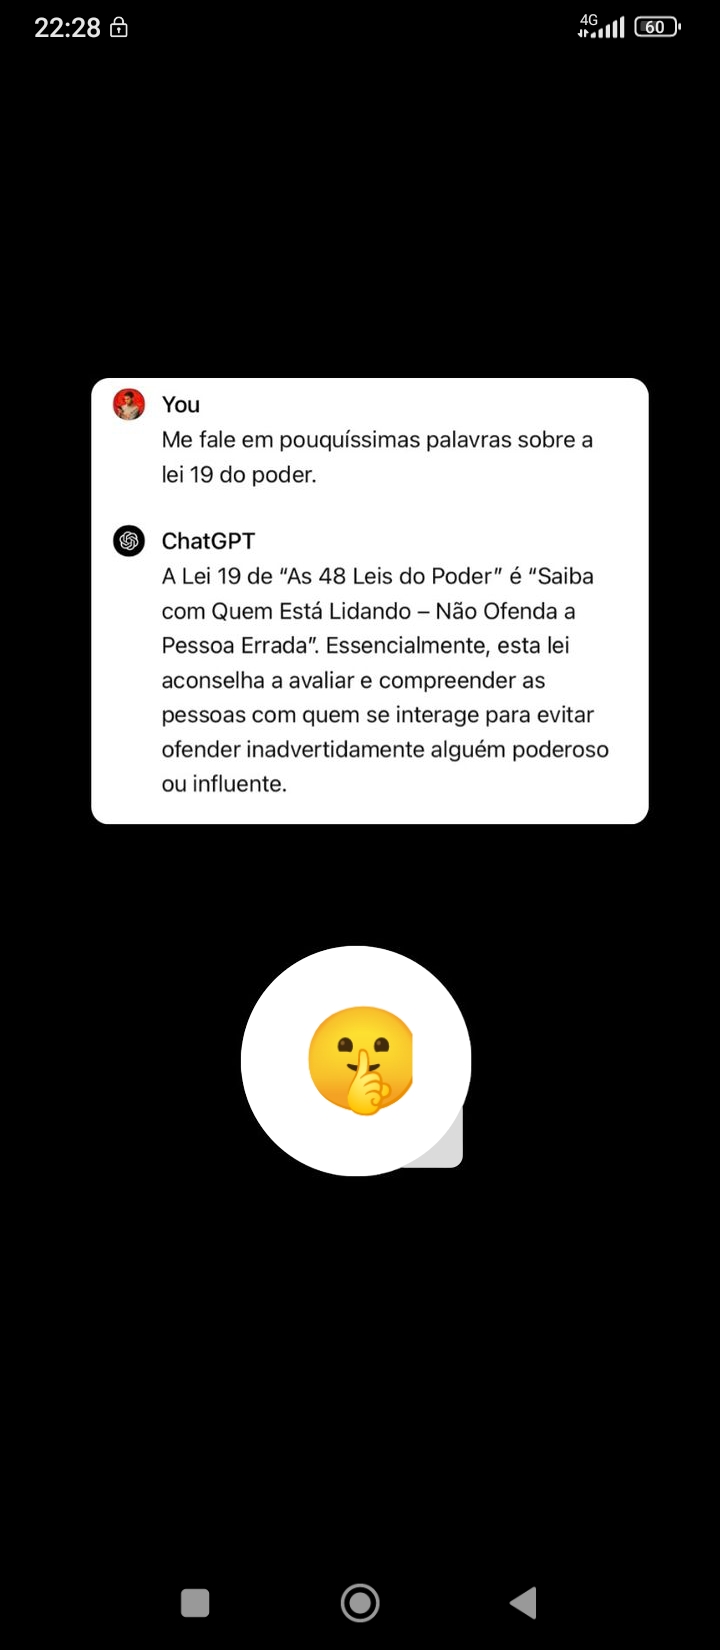 22:28
4G
60
You
Me fale em pouquíssimas palavras sobre a
lei 19 do poder.
ChatGPT
A Lei 19 de “As 48 Leis do Poder” é “Saiba
com Quem Está Lidando – Não Ofenda a
Pessoa Errada”. Essencialmente, esta lei
aconselha a avaliar e compreender as
pessoas com quem se interage para evitar
ofender inadvertidamente alguém poderoso
ou influente.